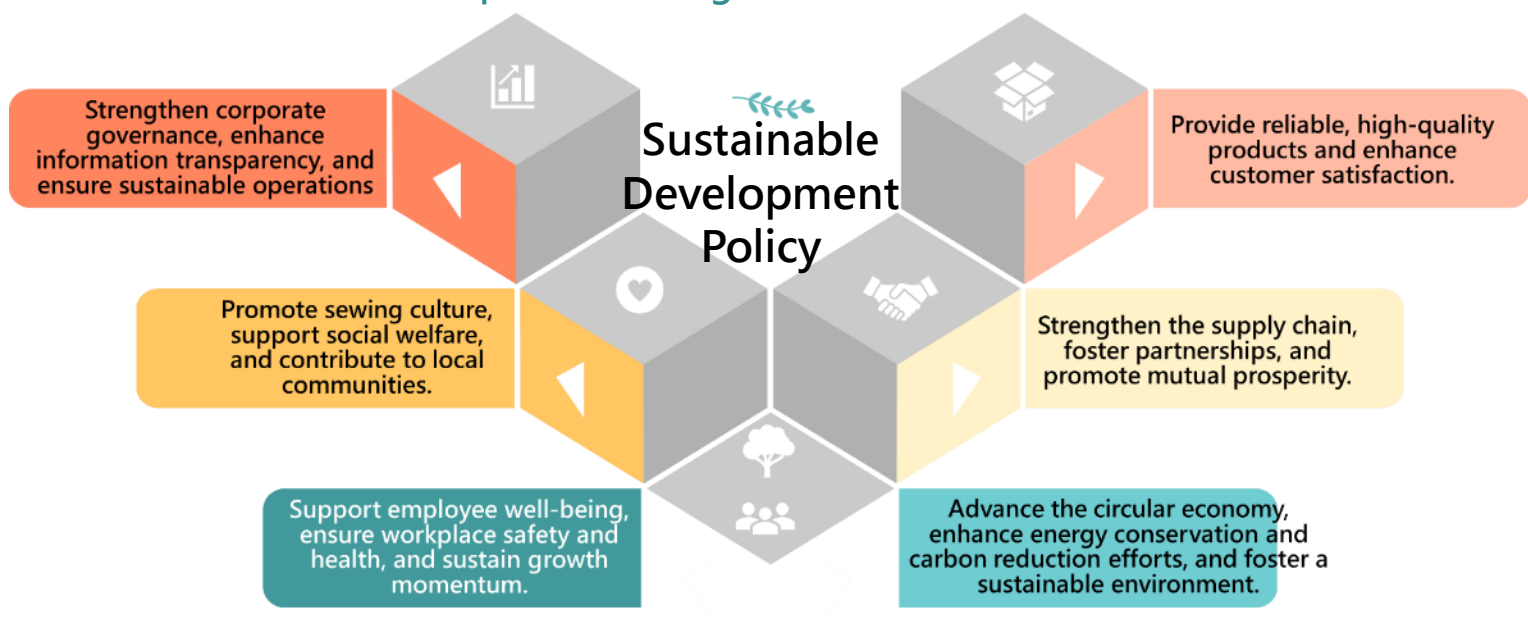 Sustainable
Development
Policy
Strengthen corporate
governance, enhance
information transparency, and
ensure sustainable operations
Provide reliable, high-quality
products and enhance
customer satisfaction.
Promote sewing culture,
support social welfare,
and contribute to local
communities.
Strengthen the supply chain,
foster partnerships, and
promote mutual prosperity.
Support employee well-being,
ensure workplace safety and
health, and sustain growth
momentum.
Advance the circular economy,
enhance energy conservation and
carbon reduction efforts, and foster a
sustainable environment.